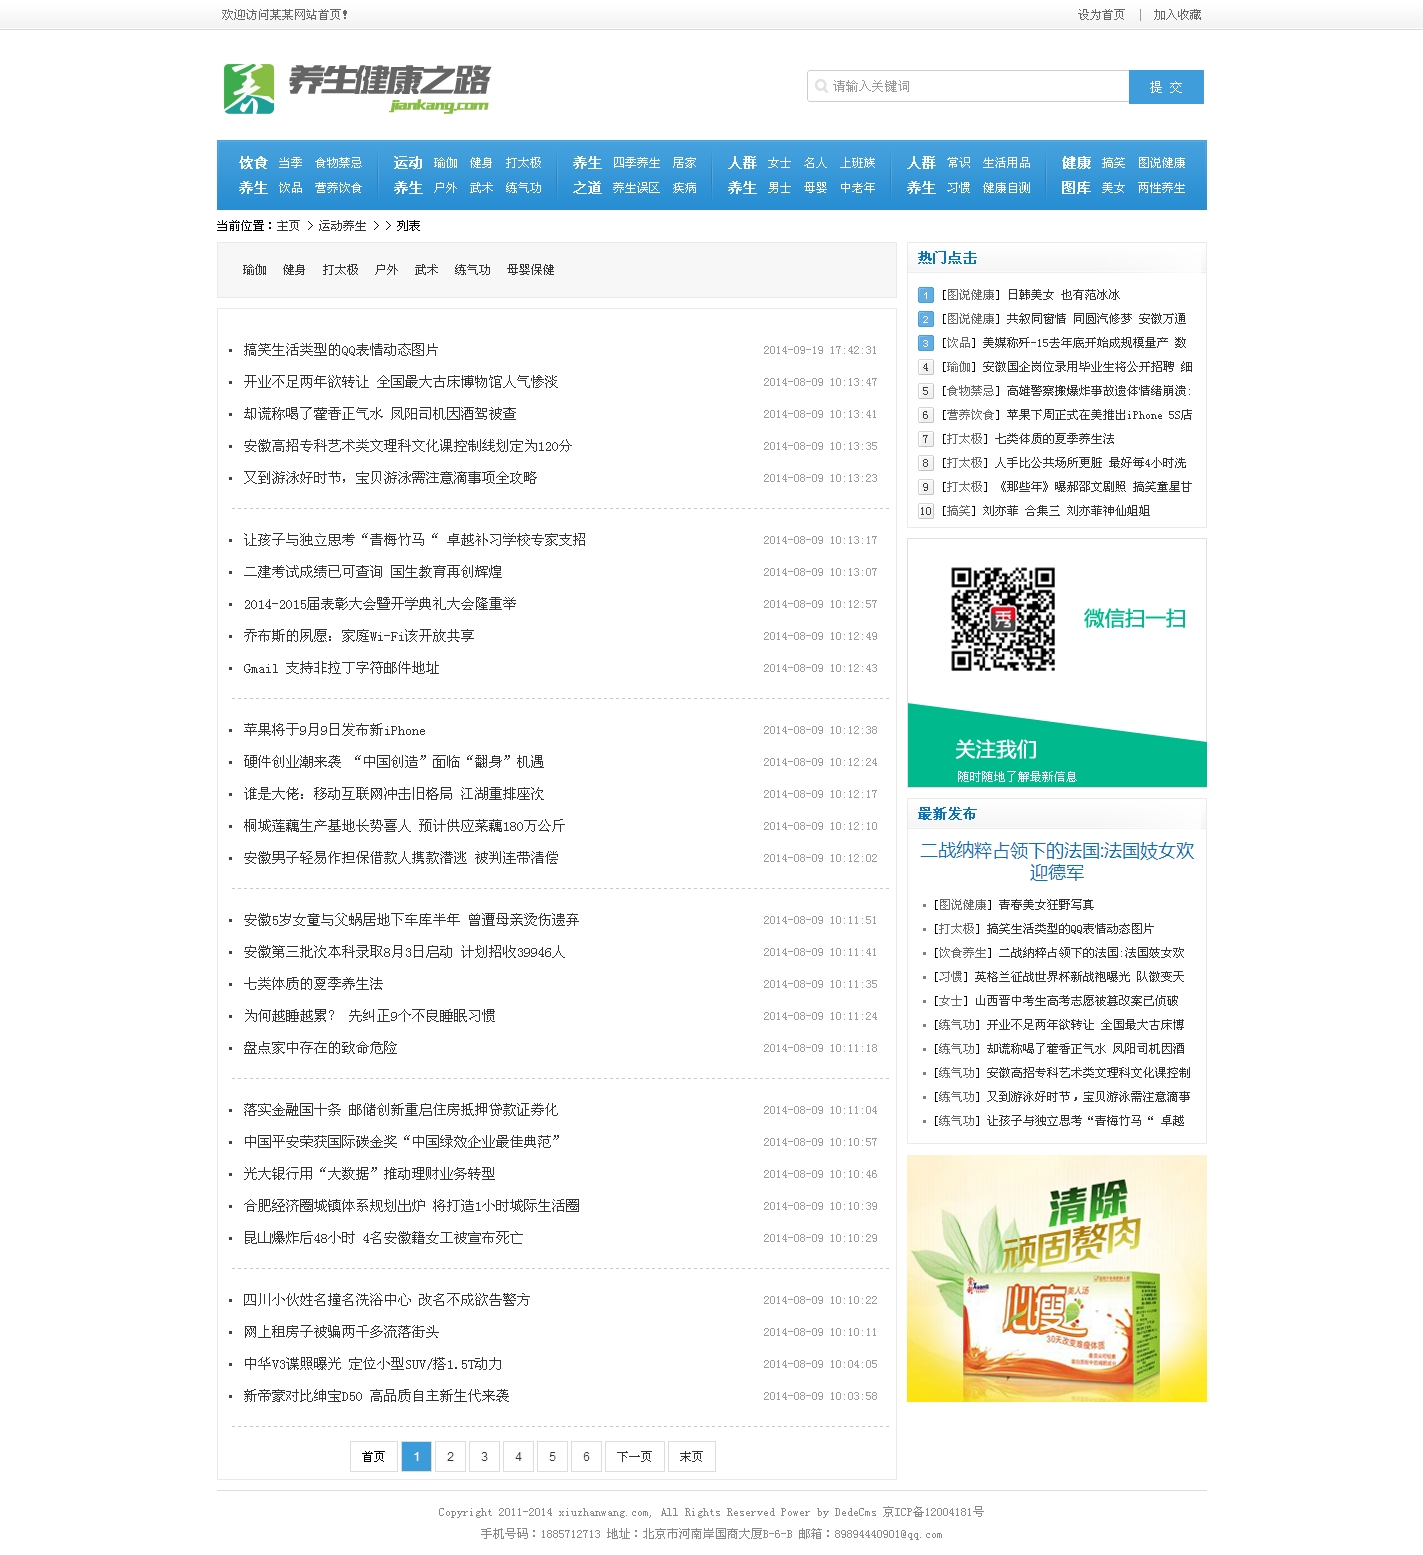 欢迎访问某某网站首页!
设为首页 | 加入收藏
养生健康之路
jiankang.com
请输入关键词
提 交
饮食 当季 食物禁忌
养生 饮品 营养饮食
运动 瑜伽 健身 打太极
养生 户外 武术 练气功
养生 四季养生 居家
之道 养生误区 疾病
人群 女士 名人 上班族
养生 男士 母婴 中老年
人群 常识 生活用品
养生 习惯 健康自测
健康 搞笑 图说健康
图库 美女 两性养生
当前位置：主页 > 运动养生 > > 列表
瑜伽 健身 打太极 户外 武术 练气功 母婴保健
搞笑生活类型的QQ表情动态图片 2014-09-19 17:42:31
开业不足两年欲转让 全国最大古床博物馆人气惨淡 2014-08-09 10:13:47
却谎称喝了藿香正气水 凤阳司机因酒驾被查 2014-08-09 10:13:41
安徽高招专科艺术类文理科文化课控制线划定为120分 2014-08-09 10:13:35
又到游泳好时节，宝贝游泳需注意滴事项全攻略 2014-08-09 10:13:23
让孩子与独立思考“青梅竹马“ 卓越补习学校专家支招 2014-08-09 10:13:17
二建考试成绩已可查询 国生教育再创辉煌 2014-08-09 10:13:07
2014-2015届表彰大会暨开学典礼大会隆重举 2014-08-09 10:12:57
乔布斯的夙愿：家庭Wi-Fi该开放共享 2014-08-09 10:12:49
Gmail 支持非拉丁字符邮件地址 2014-08-09 10:12:43
苹果将于9月9日发布新iPhone 2014-08-09 10:12:38
硬件创业潮来袭 “中国创造”面临“翻身”机遇 2014-08-09 10:12:24
谁是大佬：移动互联网冲击旧格局 江湖重排座次 2014-08-09 10:12:17
桐城莲藕生产基地长势喜人 预计供应菜藕180万公斤 2014-08-09 10:12:10
安徽男子轻易作担保借款人携款潜逃 被判连带清偿 2014-08-09 10:12:02
安徽5岁女童与父蜗居地下车库半年 曾遭母亲烫伤遗弃 2014-08-09 10:11:51
安徽第三批次本科录取8月3日启动 计划招收39946人 2014-08-09 10:11:41
七类体质的夏季养生法 2014-08-09 10:11:35
为何越睡越累？ 先纠正9个不良睡眠习惯 2014-08-09 10:11:24
盘点家中存在的致命危险 2014-08-09 10:11:18
落实金融国十条 邮储创新重启住房抵押贷款证券化 2014-08-09 10:11:04
中国平安荣获国际碳金奖“中国绿效企业最佳典范” 2014-08-09 10:10:57
光大银行用“大数据”推动理财业务转型 2014-08-09 10:10:46
合肥经济圈城镇体系规划出炉 将打造1小时城际生活圈 2014-08-09 10:10:39
昆山爆炸后48小时 4名安徽籍女工被宣布死亡 2014-08-09 10:10:29
四川小伙姓名撞名洗浴中心 改名不成欲告警方 2014-08-09 10:10:22
网上租房子被骗两千多流落街头 2014-08-09 10:10:11
中华V3谍照曝光 定位小型SUV/搭1.5T动力 2014-08-09 10:04:05
新帝豪对比绅宝D50 高品质自主新生代来袭 2014-08-09 10:03:58
首页 1 2 3 4 5 6 下一页 末页
热门点击
1 [图说健康] 日韩美女 也有范冰冰
2 [图说健康] 共叙同窗情 同圆汽修梦 安徽万通
3 [饮品] 美媒称歼-15去年底开始成规模量产 数
4 [瑜伽] 安徽国企岗位录用毕业生将公开招聘 细
5 [食物禁忌] 高雄警察搬爆炸事故遗体情绪崩溃:
6 [营养饮食] 苹果下周正式在美推出iPhone 5S店
7 [打太极] 七类体质的夏季养生法
8 [打太极] 人手比公共场所更脏 最好每4小时洗
9 [打太极] 《那些年》曝郝邵文剧照 搞笑童星甘
10 [搞笑] 刘亦菲 合集三 刘亦菲神仙姐姐
秀
微信扫一扫
关注我们
随时随地了解最新信息
最新发布
二战纳粹占领下的法国:法国妓女欢
迎德军
[图说健康] 青春美女狂野写真
[打太极] 搞笑生活类型的QQ表情动态图片
[饮食养生] 二战纳粹占领下的法国:法国妓女欢
[习惯] 英格兰征战世界杯新战袍曝光 队徽变天
[女士] 山西晋中考生高考志愿被篡改案已侦破
[练气功] 开业不足两年欲转让 全国最大古床博
[练气功] 却谎称喝了藿香正气水 凤阳司机因酒
[练气功] 安徽高招专科艺术类文理科文化课控制
[练气功] 又到游泳好时节，宝贝游泳需注意滴事
[练气功] 让孩子与独立思考“青梅竹马“ 卓越
清除
顽固赘肉
必瘦
美人汤
30天改变难瘦体质
Copyright 2011-2014 xiuzhanwang.com, All Rights Reserved Power by DedeCms 京ICP备12004181号
手机号码：1885712713 地址：北京市河南岸国商大厦B-6-B 邮箱：89894440901@qq.com